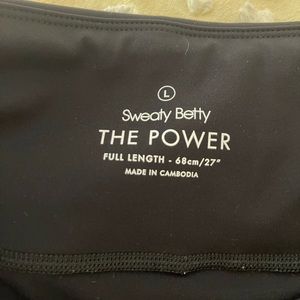 L
Sweaty Betty
THE POWER
FULL LENGTH - 68cm/27"
MADE IN CAMBODIA